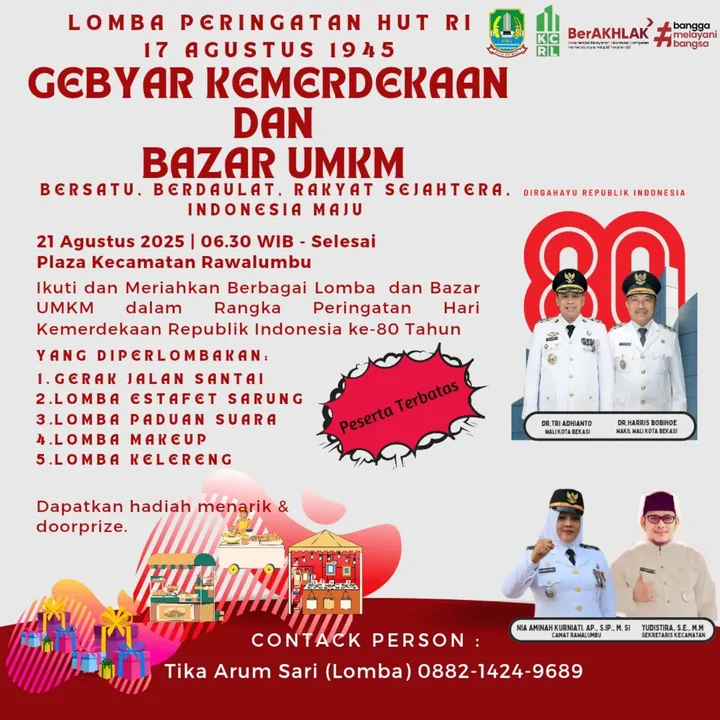 LOMBA PERINGATAN HUT RI
17 AGUSTUS 1945
GEBYAR KEMERDEKAAN
DAN
BAZAR UMKM
BERSATU, BERDAULAT, RAKYAT SEJAHTERA,
INDONESIA MAJU
KCRL
BerAKHLAK
#bangga
melayani
bangsa
21 Agustus 2025 | 06.30 WIB - Selesai
Plaza Kecamatan Rawalumbu
Ikuti dan Meriahkan Berbagai Lomba dan Bazar
UMKM dalam Rangka Peringatan Hari
Kemerdekaan Republik Indonesia ke-80 Tahun
YANG DIPERLOMBAKAN:
1.GERAK JALAN SANTAI
2.LOMBA ESTAFET SARUNG
3.LOMBA PADUAN SUARA
4.LOMBA MAKEUP
5.LOMBA KELERENG
Peserta Terbatas
Dapatkan hadiah menarik &
doorprize.
DIRGAHAYU REPUBLIK INDONESIA
80
DR.TRI ADHIANTO
WALI KOTA BEKASI
DR.HARRIS BOBIHOE
WAKIL WALI KOTA BEKASI
NIA AMINAH KURNIATI. AP., S.IP., M. SI
CAMAT RAWALUMBU
YUDISTIRA, S.E., M.M
SEKRETARIS KECAMATAN
CONTACK PERSON :
Tika Arum Sari (Lomba) 0882-1424-9689